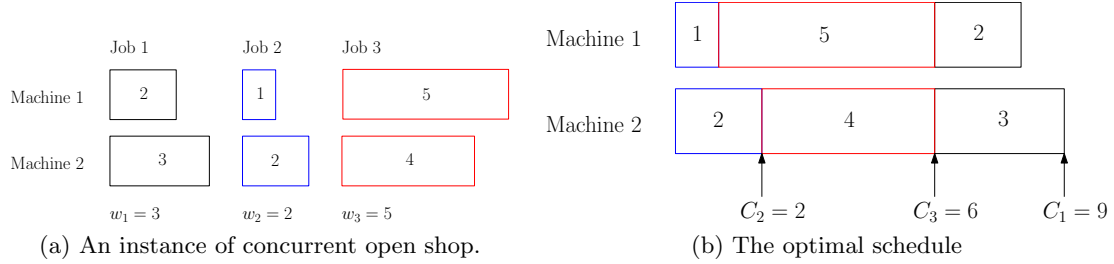 Job 1 Job 2 Job 3
Machine 1 2 1 5
Machine 2 3 2 4
w₁ = 3 w₂ = 2 w₃ = 5
(a) An instance of concurrent open shop.
Machine 1 1 5 2
Machine 2 2 4 3
C₂ = 2 C₃ = 6 C₁ = 9
(b) The optimal schedule